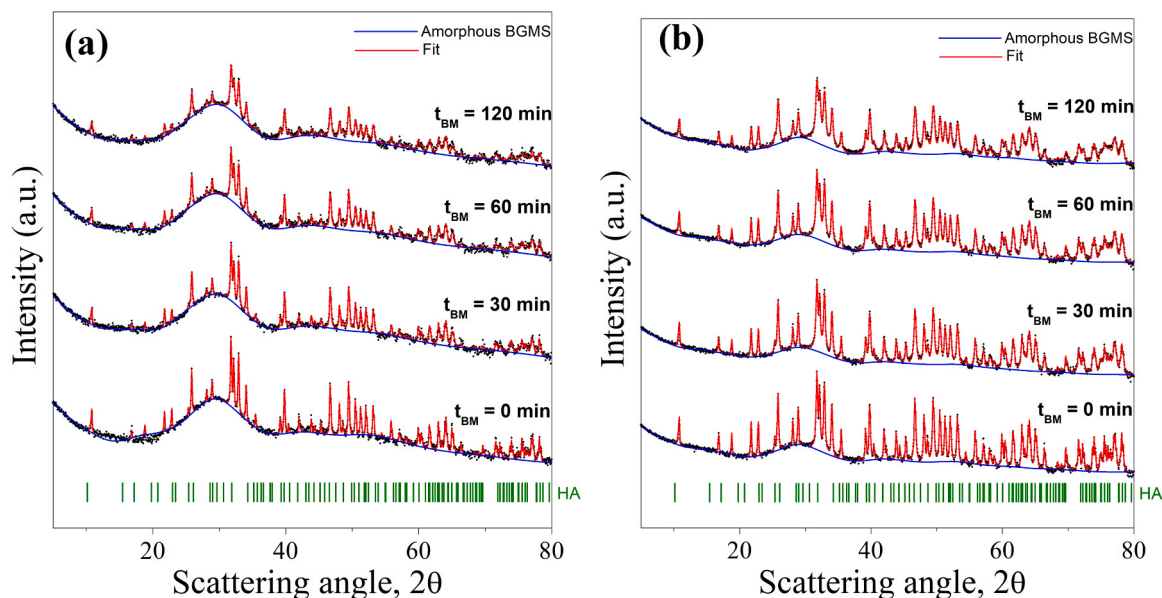 (a)
Amorphous BGMS
Fit
t_BM = 120 min
t_BM = 60 min
t_BM = 30 min
t_BM = 0 min
HA
Intensity (a.u.)
20 40 60 80
Scattering angle, 2θ
(b)
Amorphous BGMS
Fit
t_BM = 120 min
t_BM = 60 min
t_BM = 30 min
t_BM = 0 min
HA
Intensity (a.u.)
20 40 60 80
Scattering angle, 2θ